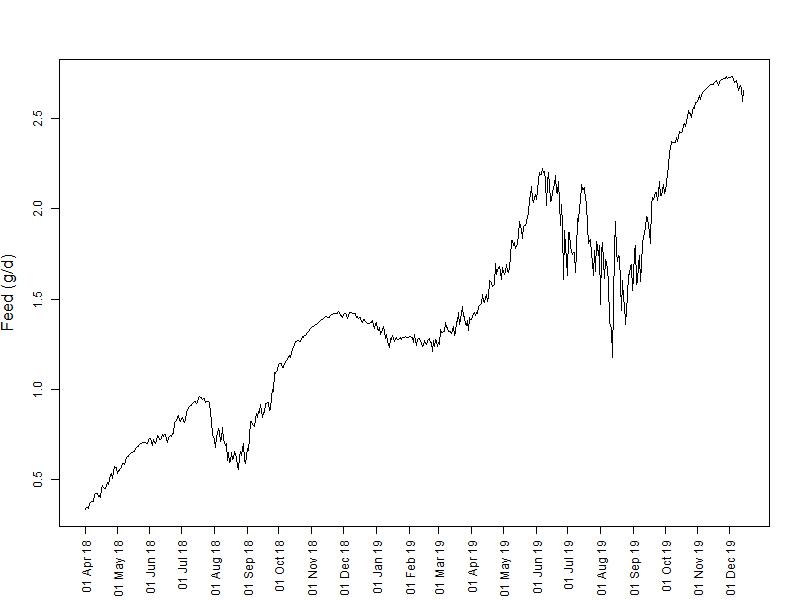 Feed (g/d)
2.5
2.0
1.5
1.0
0.5
01 Apr 18
01 May 18
01 Jun 18
01 Jul 18
01 Aug 18
01 Sep 18
01 Oct 18
01 Nov 18
01 Dec 18
01 Jan 19
01 Feb 19
01 Mar 19
01 Apr 19
01 May 19
01 Jun 19
01 Jul 19
01 Aug 19
01 Sep 19
01 Oct 19
01 Nov 19
01 Dec 19